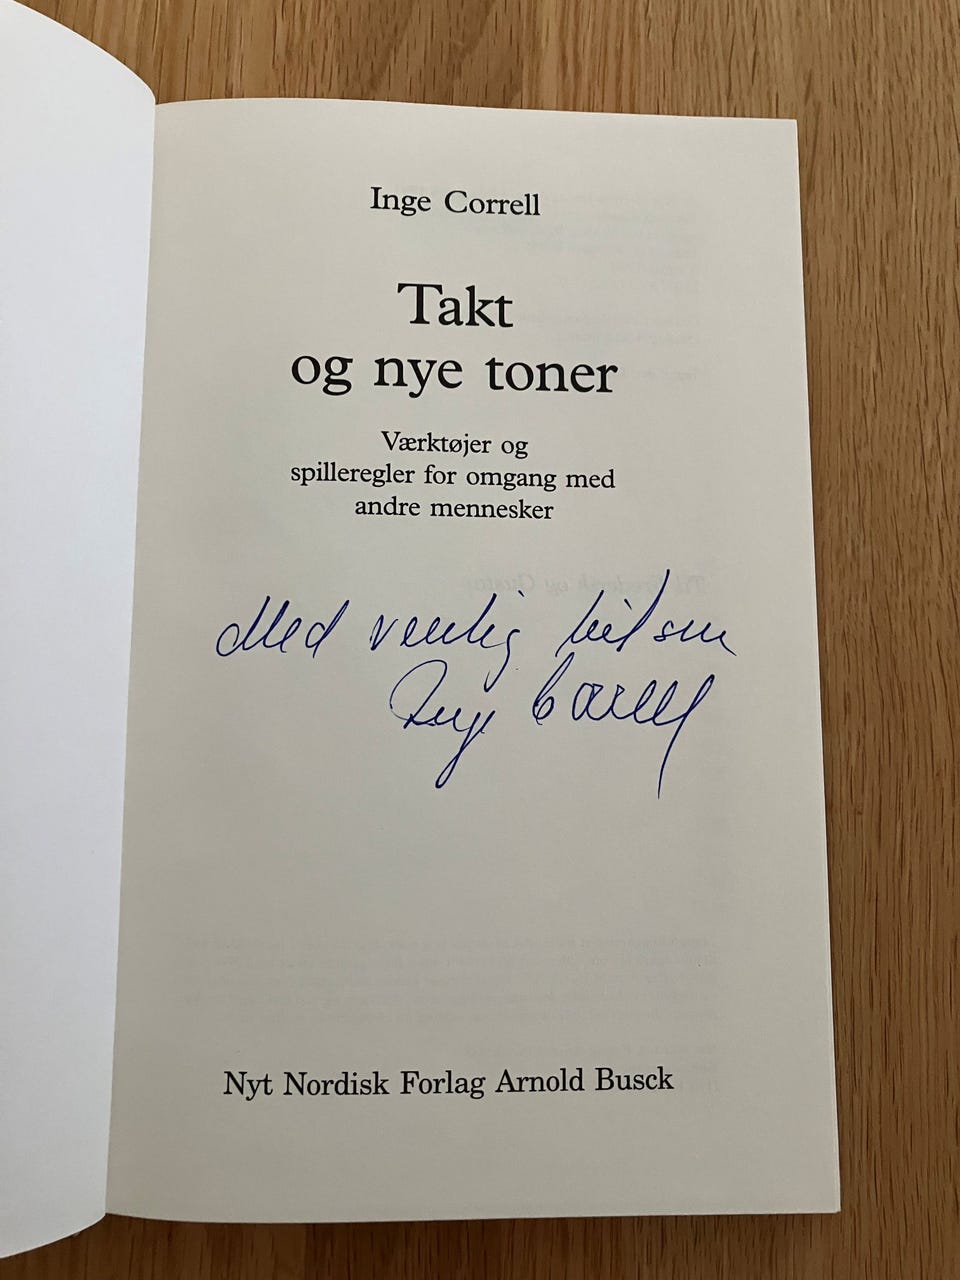 Inge Correll
Takt
og nye toner
Værktøjer og
spilleregler for omgang med
andre mennesker
Med venlig hilsen
Inge Correll
Nyt Nordisk Forlag Arnold Busck